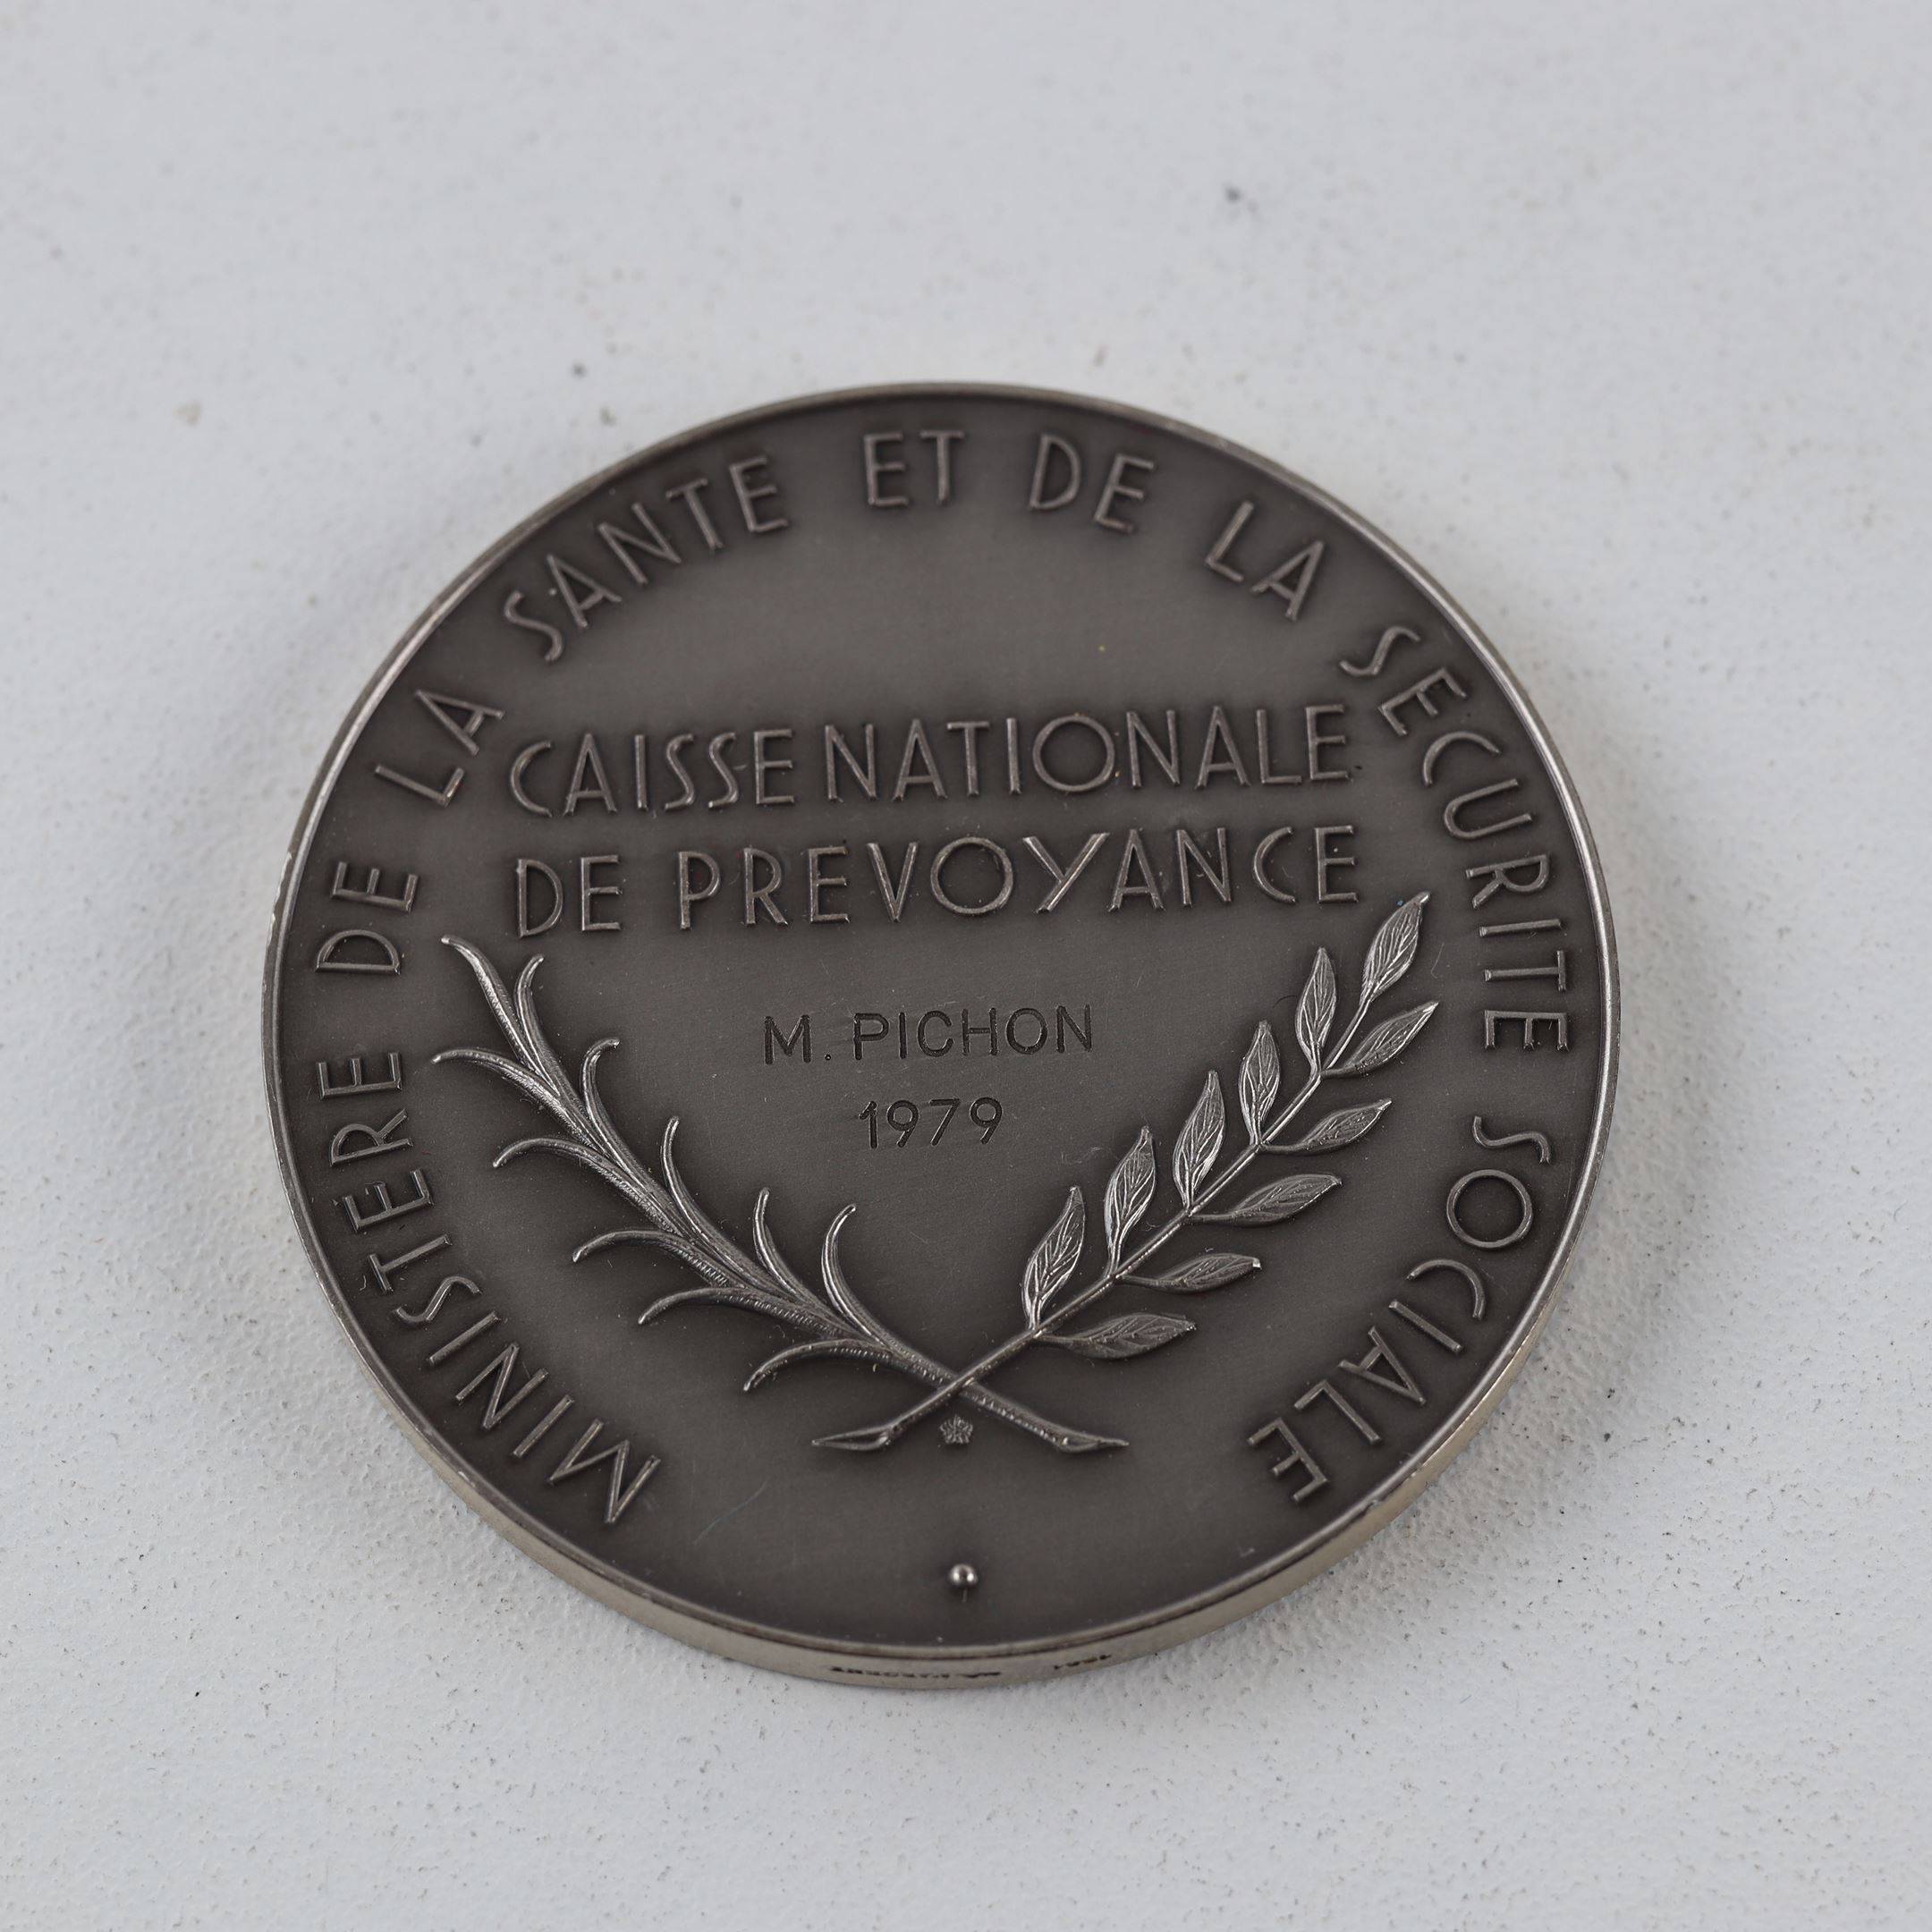 MINISTERE DE LA SANTE ET DE LA SECURITE SOCIALE
CAISSE NATIONALE
DE PREVOYANCE
M. PICHON
1979